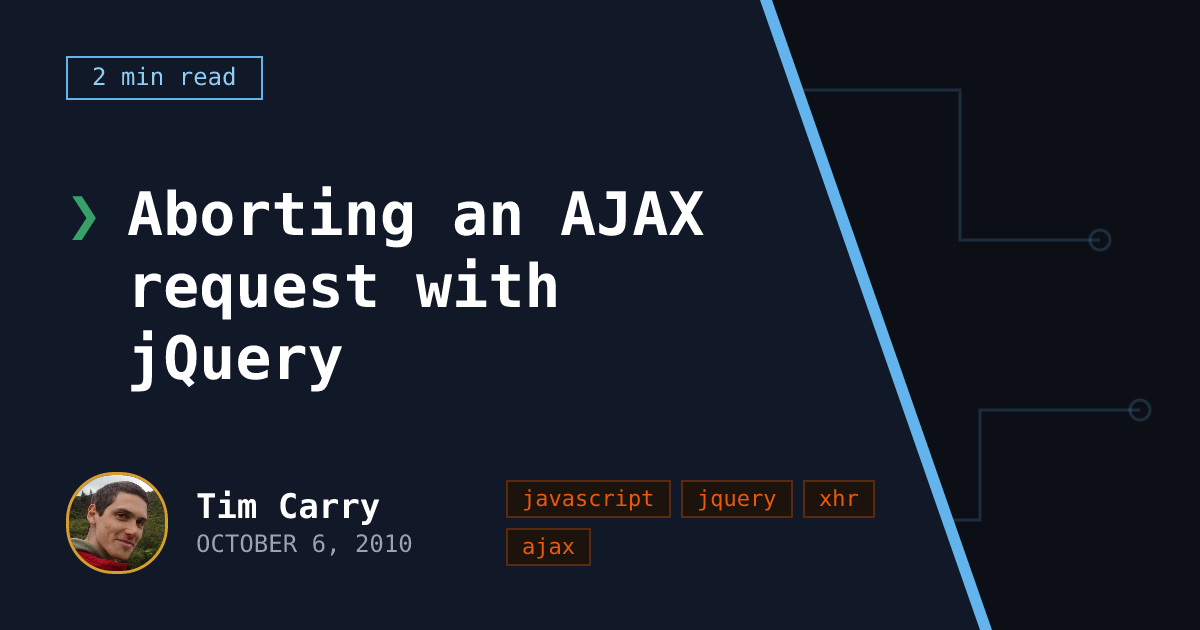 2 min read
❯ Aborting an AJAX
request with
jQuery
Tim Carry
OCTOBER 6, 2010
javascript jquery xhr
ajax